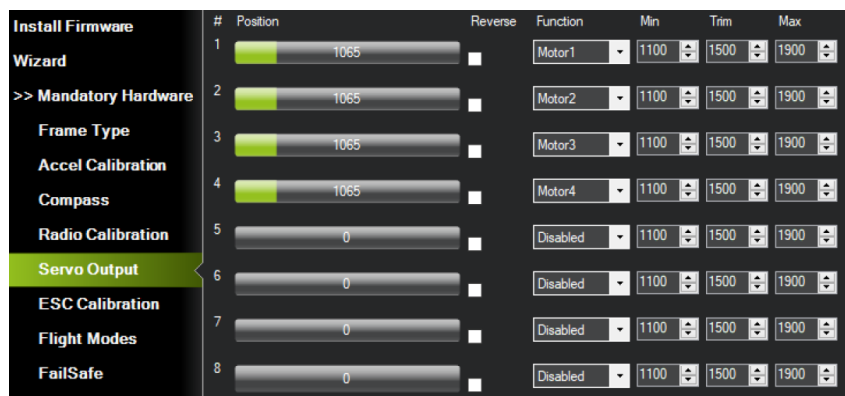 Install Firmware
Wizard
>> Mandatory Hardware
Frame Type
Accel Calibration
Compass
Radio Calibration
Servo Output
ESC Calibration
Flight Modes
FailSafe
# Position Reverse Function Min Trim Max
1 1065 Motor1 1100 1500 1900
2 1065 Motor2 1100 1500 1900
3 1065 Motor3 1100 1500 1900
4 1065 Motor4 1100 1500 1900
5 0 Disabled 1100 1500 1900
6 0 Disabled 1100 1500 1900
7 0 Disabled 1100 1500 1900
8 0 Disabled 1100 1500 1900